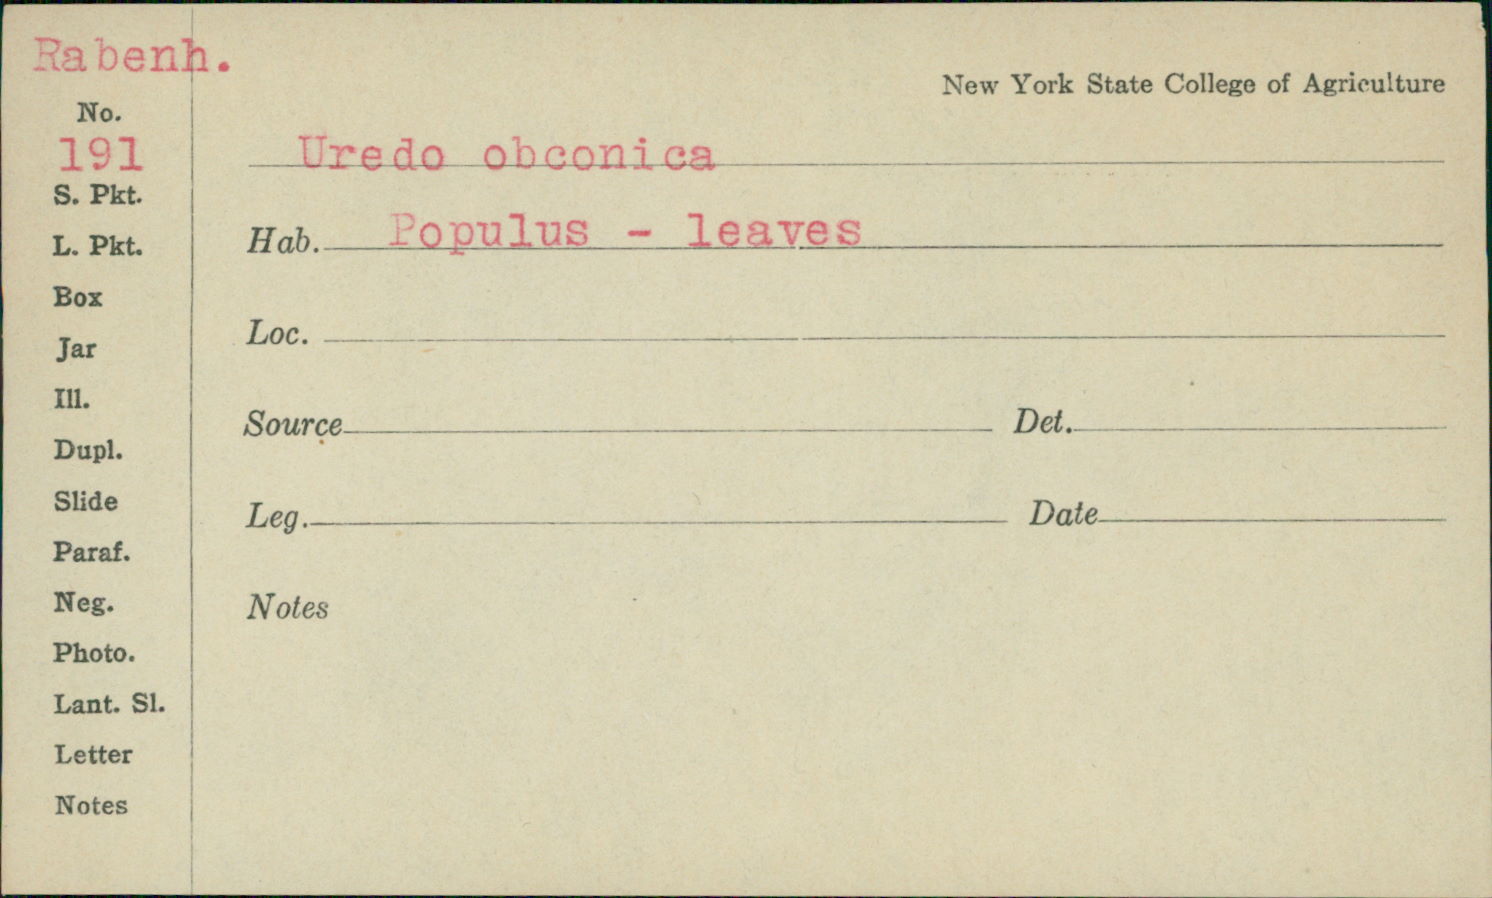 Rabenh.
New York State College of Agriculture
No.
191
Uredo obconica
S. Pkt.
Hab. Populus - leaves
L. Pkt.
Box
Loc.
Jar
Ill.
Source Det.
Dupl.
Slide
Leg. Date
Paraf.
Neg.
Notes
Photo.
Lant. Sl.
Letter
Notes